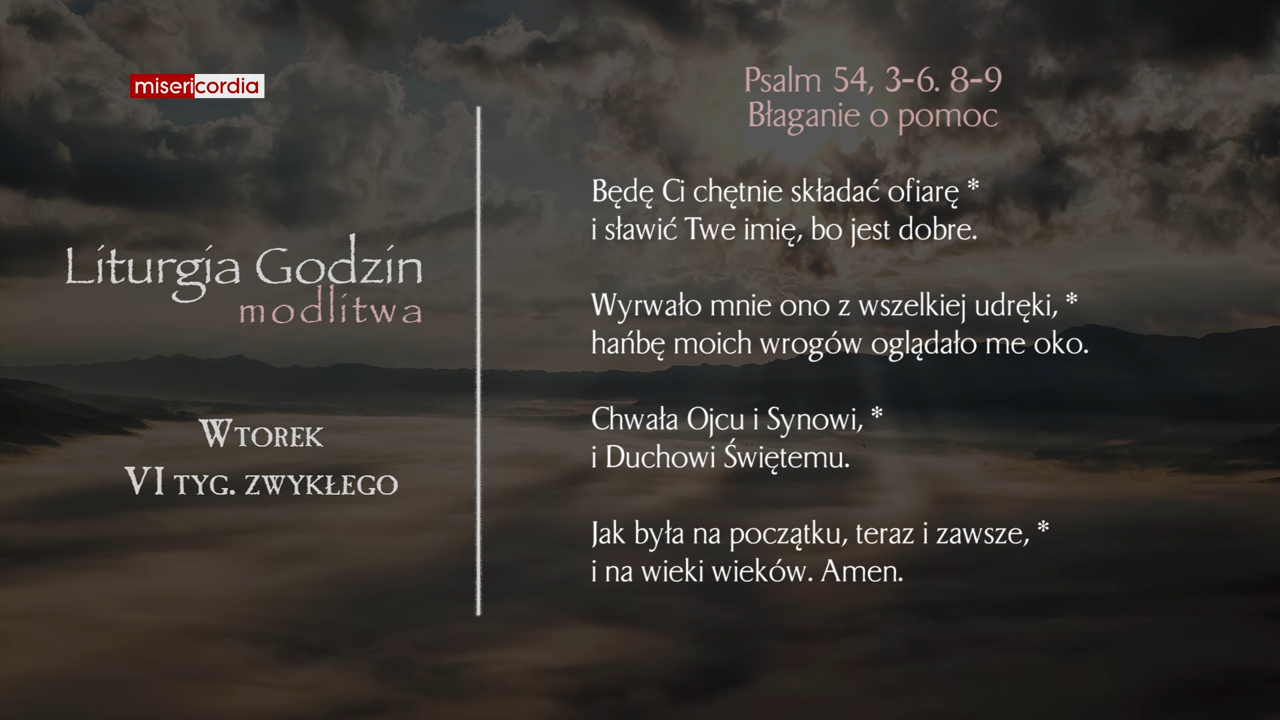 misericordia
Liturgia Godzin
modlitwa
Wtorek
VI tyg. zwykłego
Psalm 54, 3-6. 8-9
Błaganie o pomoc
Będę Ci chętnie składać ofiarę *
i sławić Twe imię, bo jest dobre.
Wyrwało mnie ono z wszelkiej udręki, *
hańbę moich wrogów oglądało me oko.
Chwała Ojcu i Synowi, *
i Duchowi Świętemu.
Jak była na początku, teraz i zawsze, *
i na wieki wieków. Amen.